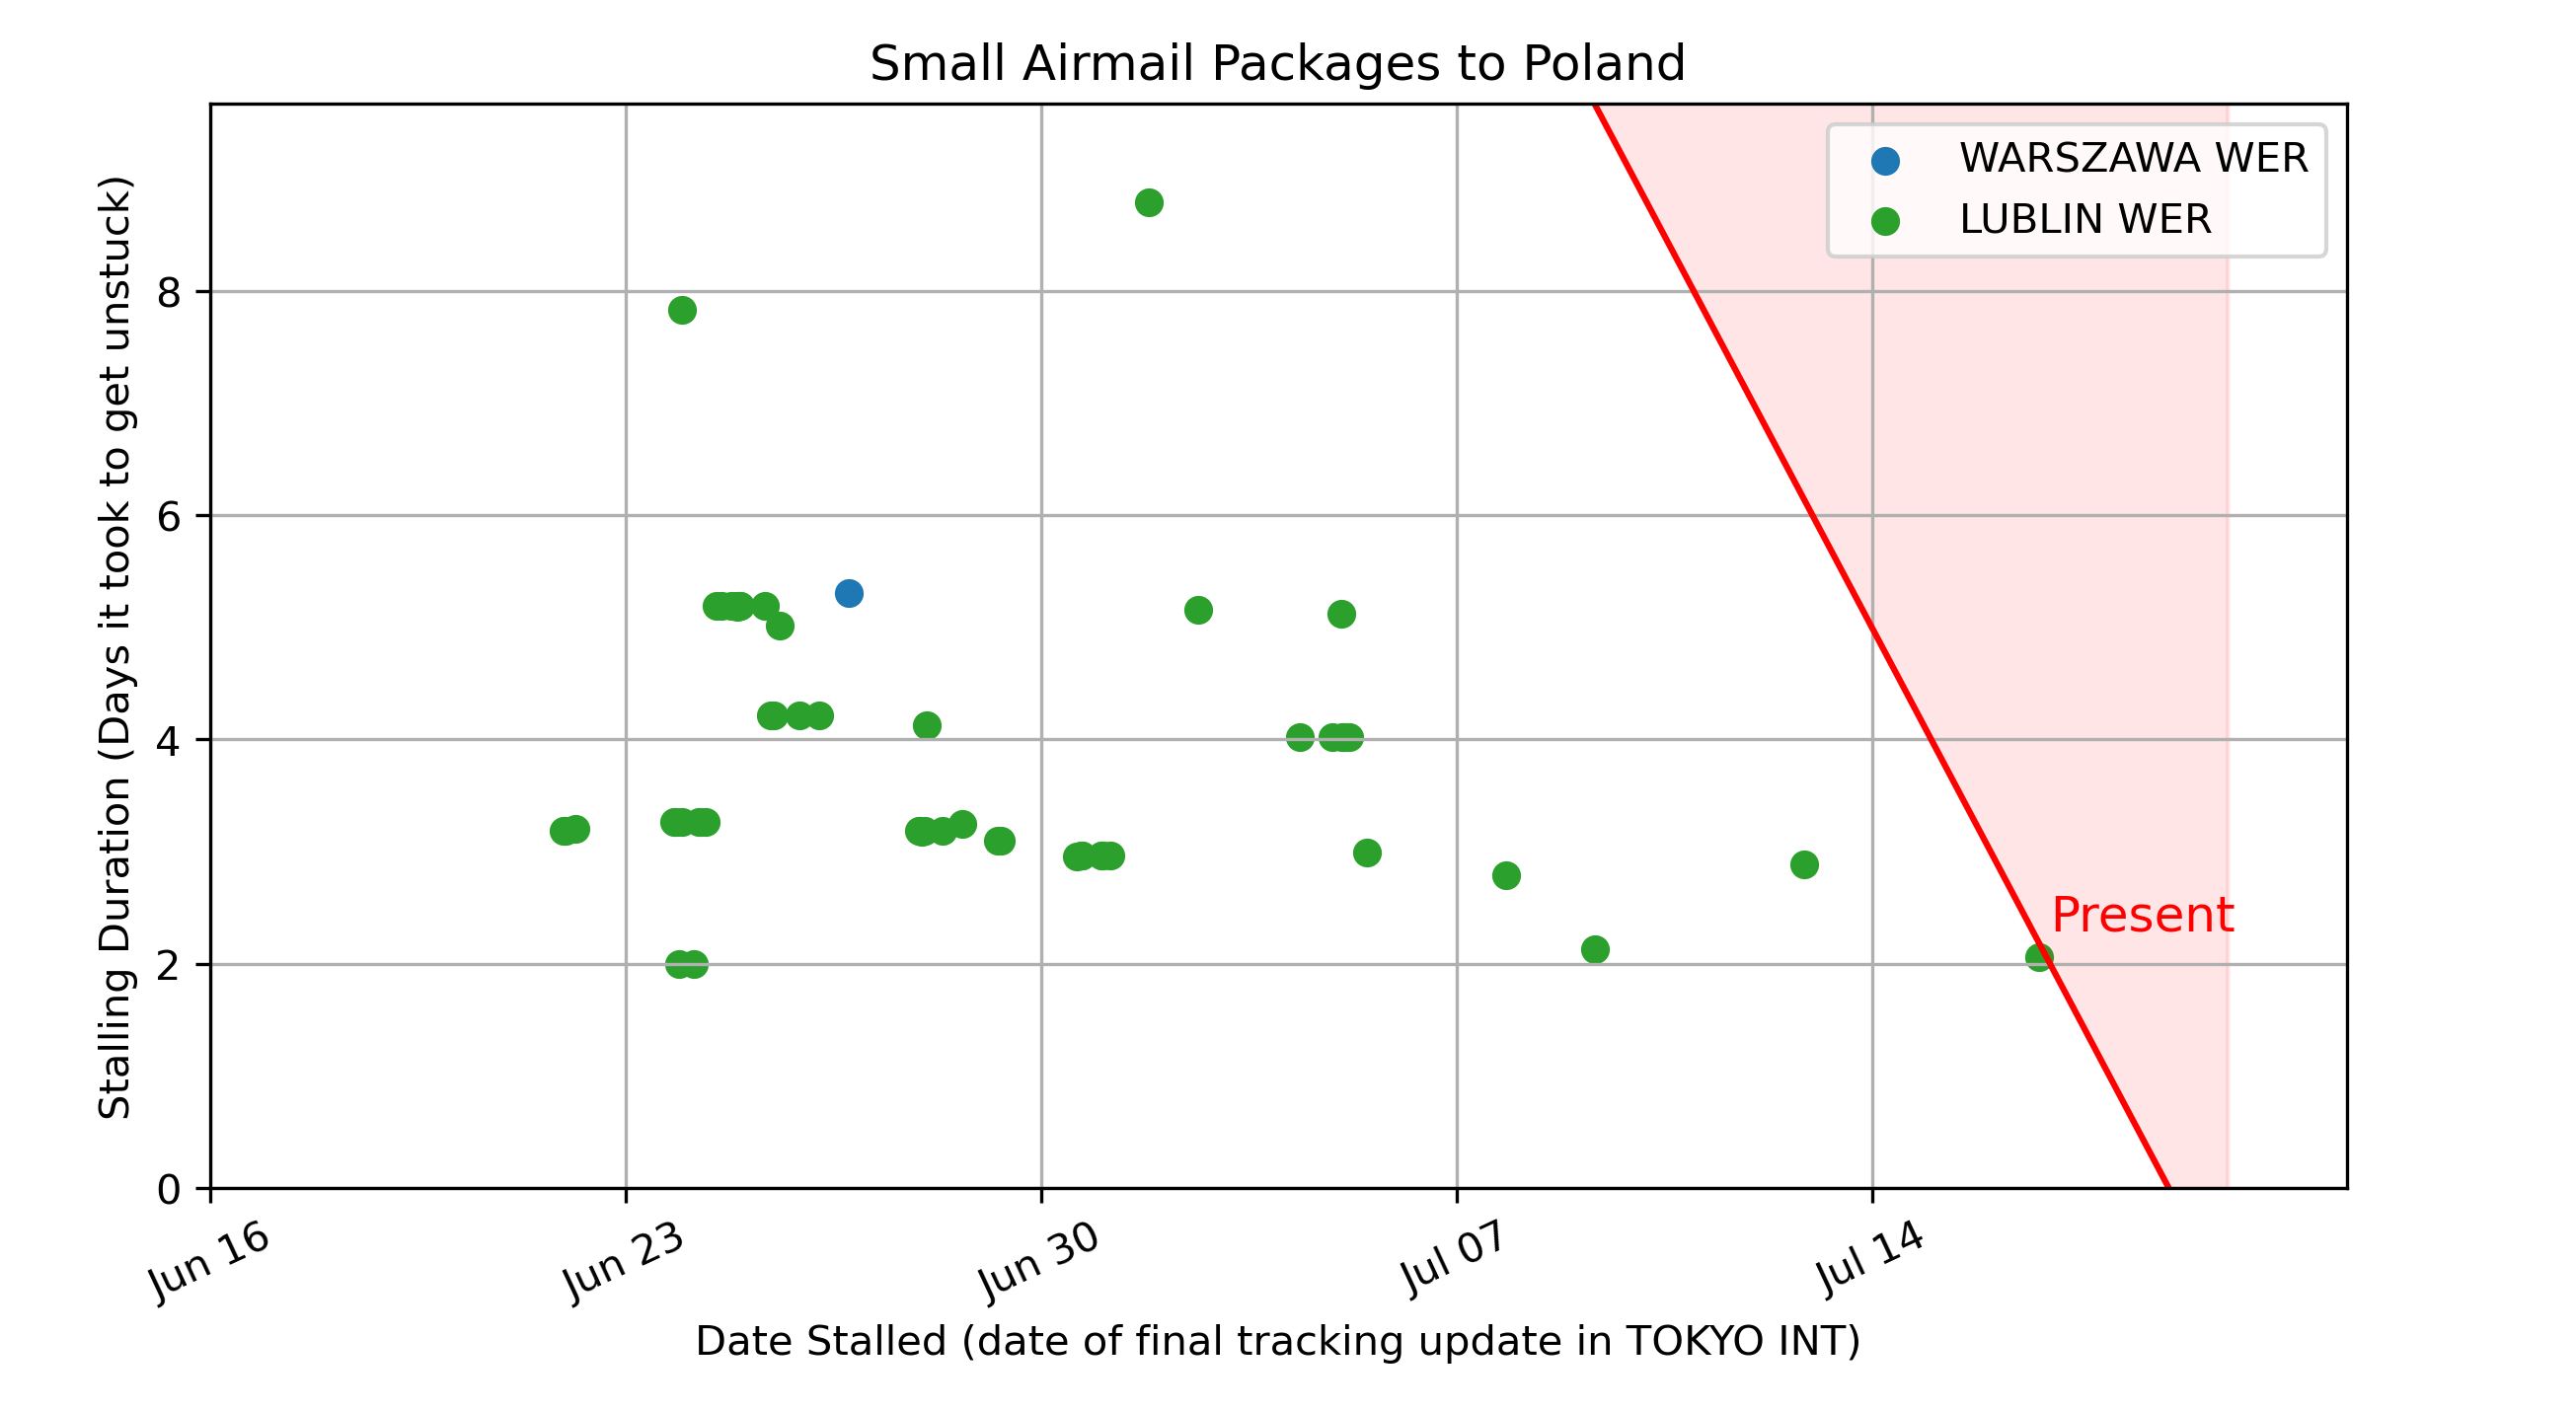 Small Airmail Packages to Poland
WARSZAWA WER
LUBLIN WER
Stalling Duration (Days it took to get unstuck)
8
6
4
2
0
Present
Jun 16
Jun 23
Jun 30
Jul 07
Jul 14
Date Stalled (date of final tracking update in TOKYO INT)